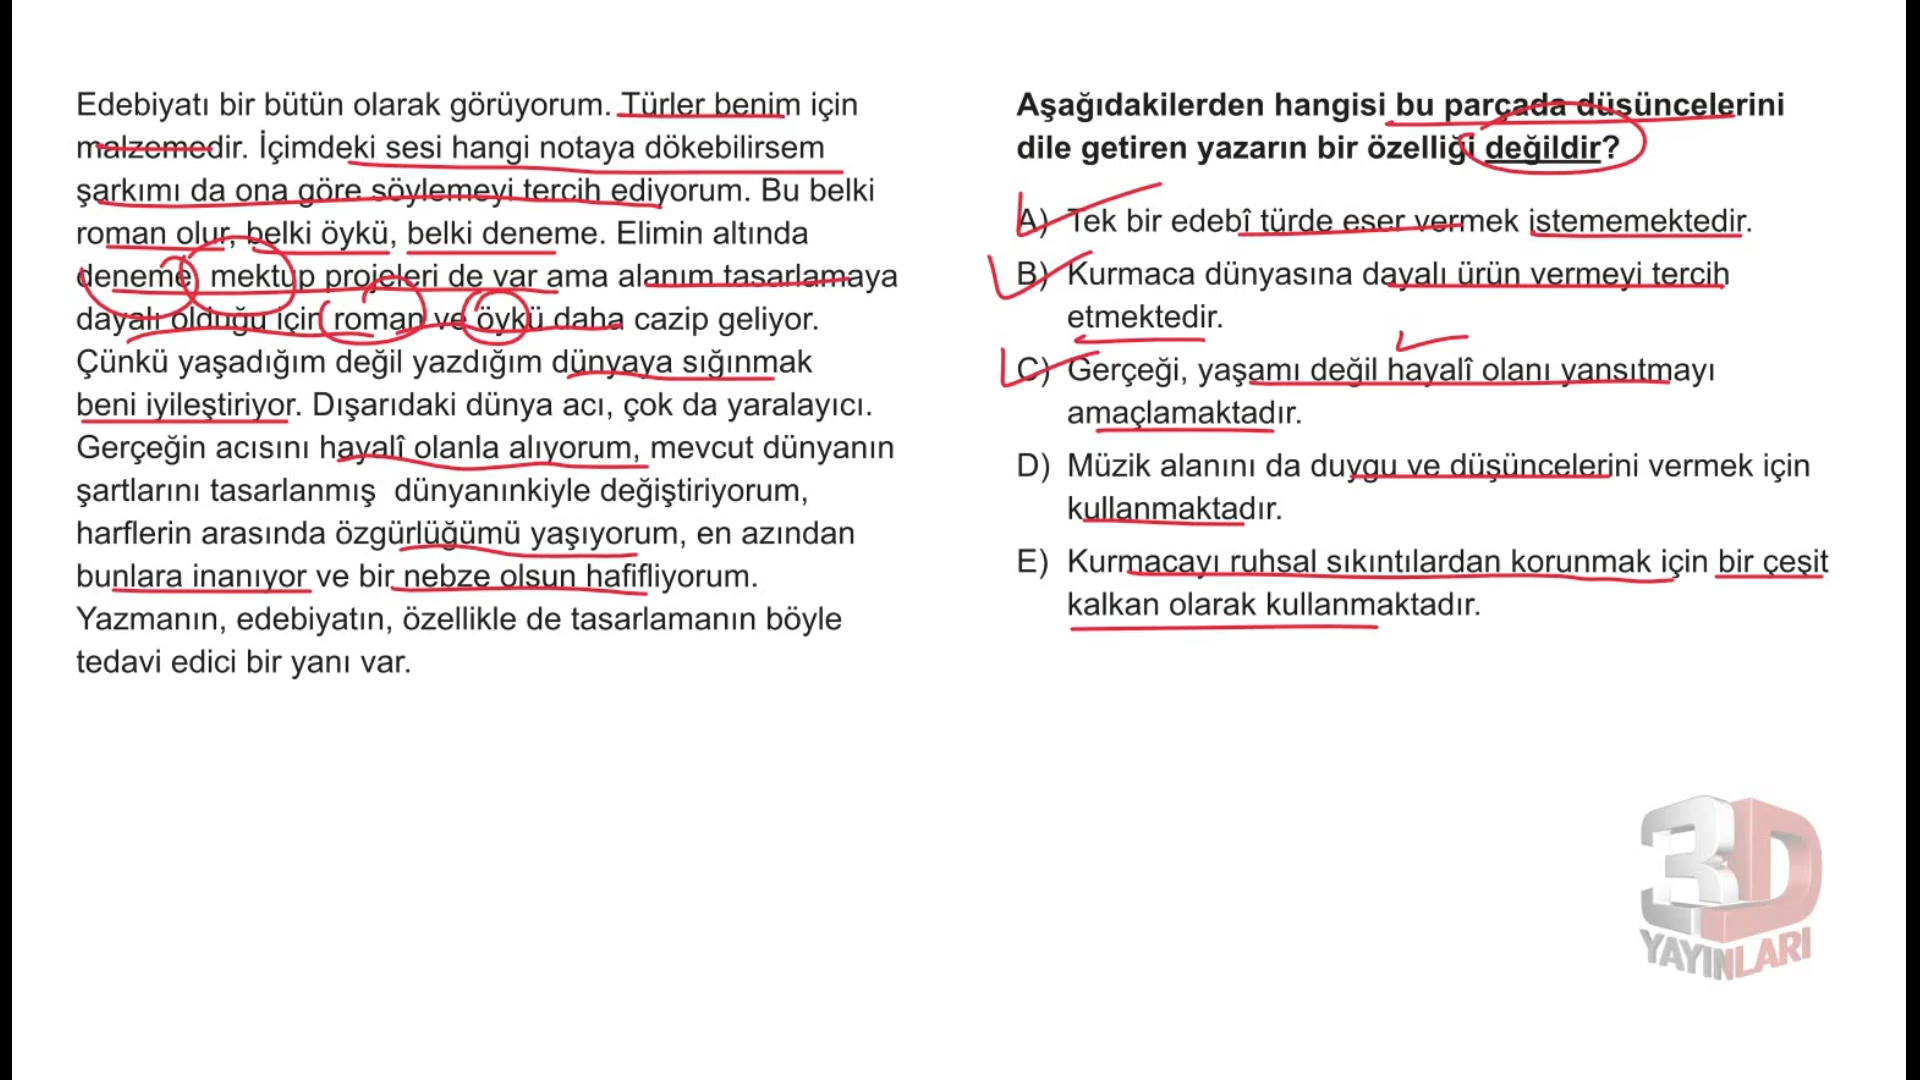 Edebiyatı bir bütün olarak görüyorum. Türler benim için
malzemedir. İçimdeki sesi hangi notaya dökebilirsem
şarkımı da ona göre söylemeyi tercih ediyorum. Bu belki
roman olur, belki öykü, belki deneme. Elimin altında
deneme, mektup projeleri de var ama alanım tasarlamaya
dayalı olduğu için roman ve öykü daha cazip geliyor.
Çünkü yaşadığım değil yazdığım dünyaya sığınmak
beni iyileştiriyor. Dışarıdaki dünya acı, çok da yaralayıcı.
Gerçeğin acısını hayalî olanla alıyorum, mevcut dünyanın
şartlarını tasarlanmış dünyanınkiyle değiştiriyorum,
harflerin arasında özgürlüğümü yaşıyorum, en azından
bunlara inanıyor ve bir nebze olsun hafifliyorum.
Yazmanın, edebiyatın, özellikle de tasarlamanın böyle
tedavi edici bir yanı var.
Aşağıdakilerden hangisi bu parçada düşüncelerini
dile getiren yazarın bir özelliği değildir?
A) Tek bir edebî türde eser vermek istememektedir.
B) Kurmaca dünyasına dayalı ürün vermeyi tercih
etmektedir.
C) Gerçeği, yaşamı değil hayalî olanı yansıtmayı
amaçlamaktadır.
D) Müzik alanını da duygu ve düşüncelerini vermek için
kullanmaktadır.
E) Kurmacayı ruhsal sıkıntılardan korunmak için bir çeşit
kalkan olarak kullanmaktadır.
3D
YAYINLARI